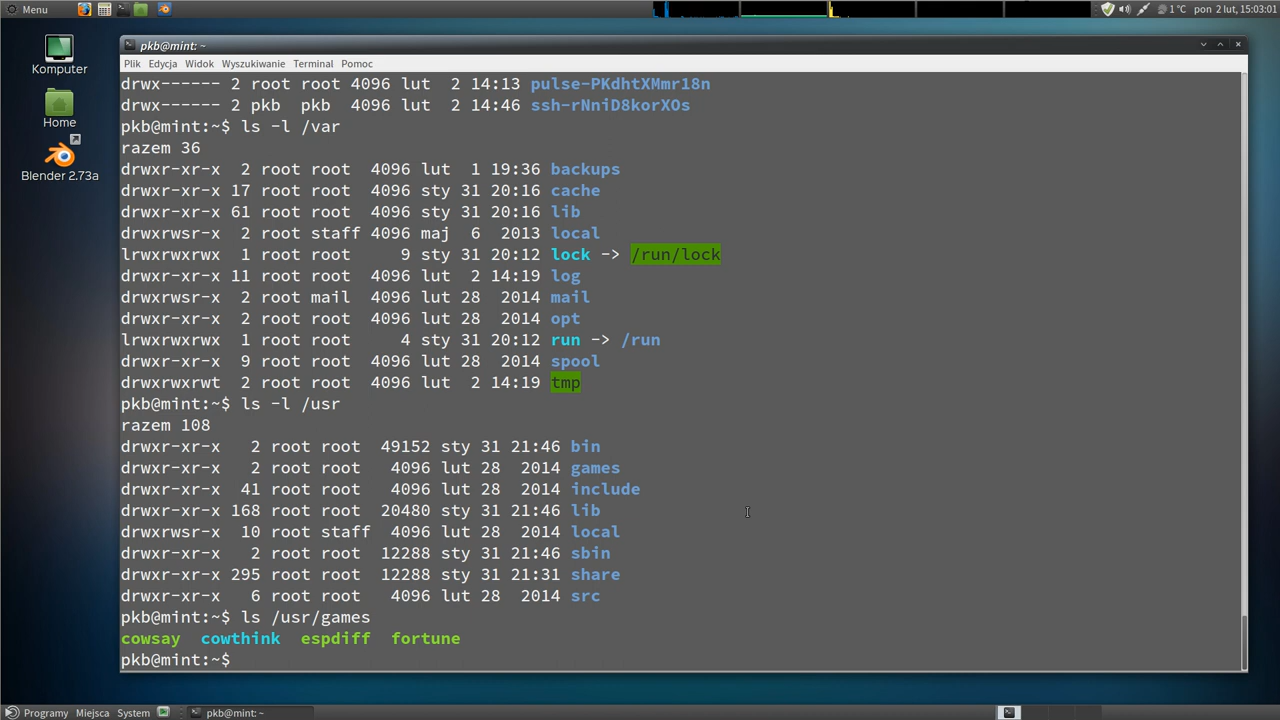 Menu
1 °C pon 2 lut, 15:03:01
pkb@mint: ~
Plik Edycja Widok Wyszukiwanie Terminal Pomoc
Komputer
Home
Blender 2.73a
drwx------ 2 root root 4096 lut  2 14:13 pulse-PKdhtXMmr18n
drwx------ 2 pkb  pkb  4096 lut  2 14:46 ssh-rNniD8korXOs
pkb@mint:~$ ls -l /var
razem 36
drwxr-xr-x  2 root root  4096 lut  1 19:36 backups
drwxr-xr-x 17 root root  4096 sty 31 20:16 cache
drwxr-xr-x 61 root root  4096 sty 31 20:16 lib
drwxrwsr-x  2 root staff 4096 maj  6  2013 local
lrwxrwxrwx  1 root root     9 sty 31 20:12 lock -> /run/lock
drwxr-xr-x 11 root root  4096 lut  2 14:19 log
drwxrwsr-x  2 root mail  4096 lut 28  2014 mail
drwxr-xr-x  2 root root  4096 lut 28  2014 opt
lrwxrwxrwx  1 root root     4 sty 31 20:12 run -> /run
drwxr-xr-x  9 root root  4096 lut 28  2014 spool
drwxrwxrwt  2 root root  4096 lut  2 14:19 tmp
pkb@mint:~$ ls -l /usr
razem 108
drwxr-xr-x   2 root root  49152 sty 31 21:46 bin
drwxr-xr-x   2 root root   4096 lut 28  2014 games
drwxr-xr-x  41 root root   4096 lut 28  2014 include
drwxr-xr-x 168 root root  20480 sty 31 21:46 lib
drwxrwsr-x  10 root staff  4096 lut 28  2014 local
drwxr-xr-x   2 root root  12288 sty 31 21:46 sbin
drwxr-xr-x 295 root root  12288 sty 31 21:31 share
drwxr-xr-x   6 root root   4096 lut 28  2014 src
pkb@mint:~$ ls /usr/games
cowsay  cowthink  espdiff  fortune
pkb@mint:~$
Programy Miejsca System pkb@mint: ~